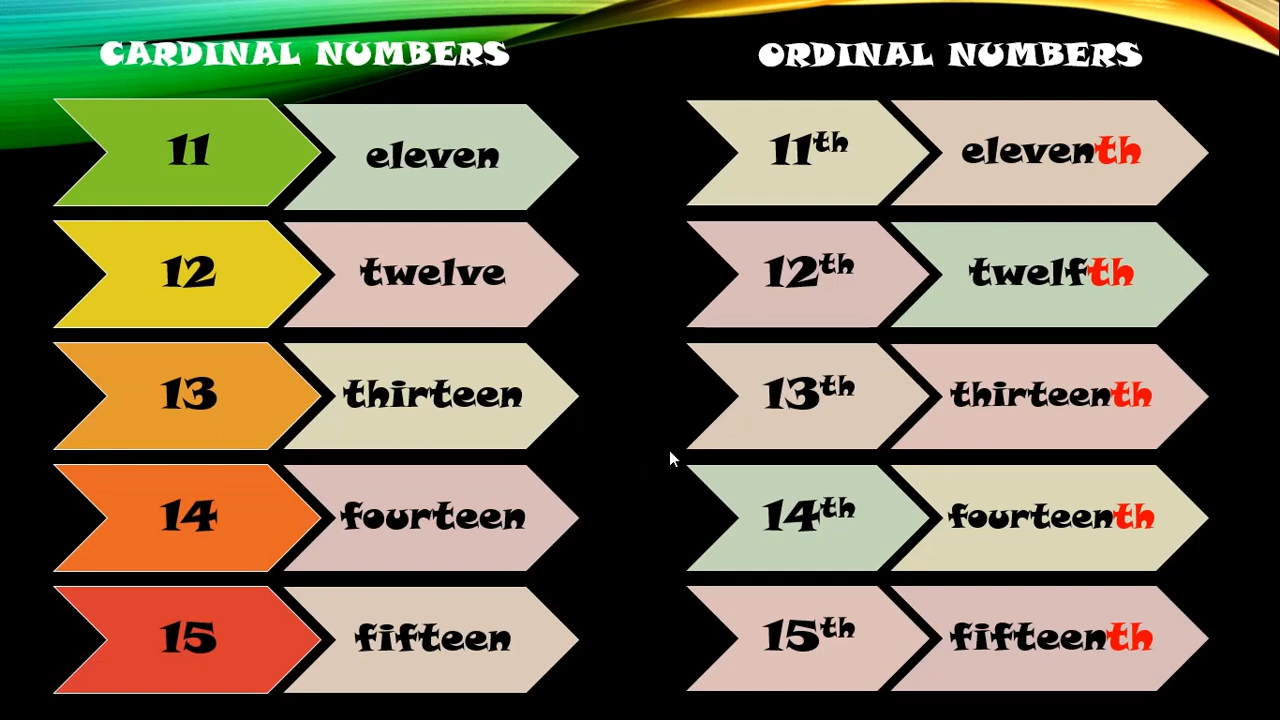 CARDINAL NUMBERS
ORDINAL NUMBERS
11 eleven 11th eleventh
12 twelve 12th twelfth
13 thirteen 13th thirteenth
14 fourteen 14th fourteenth
15 fifteen 15th fifteenth